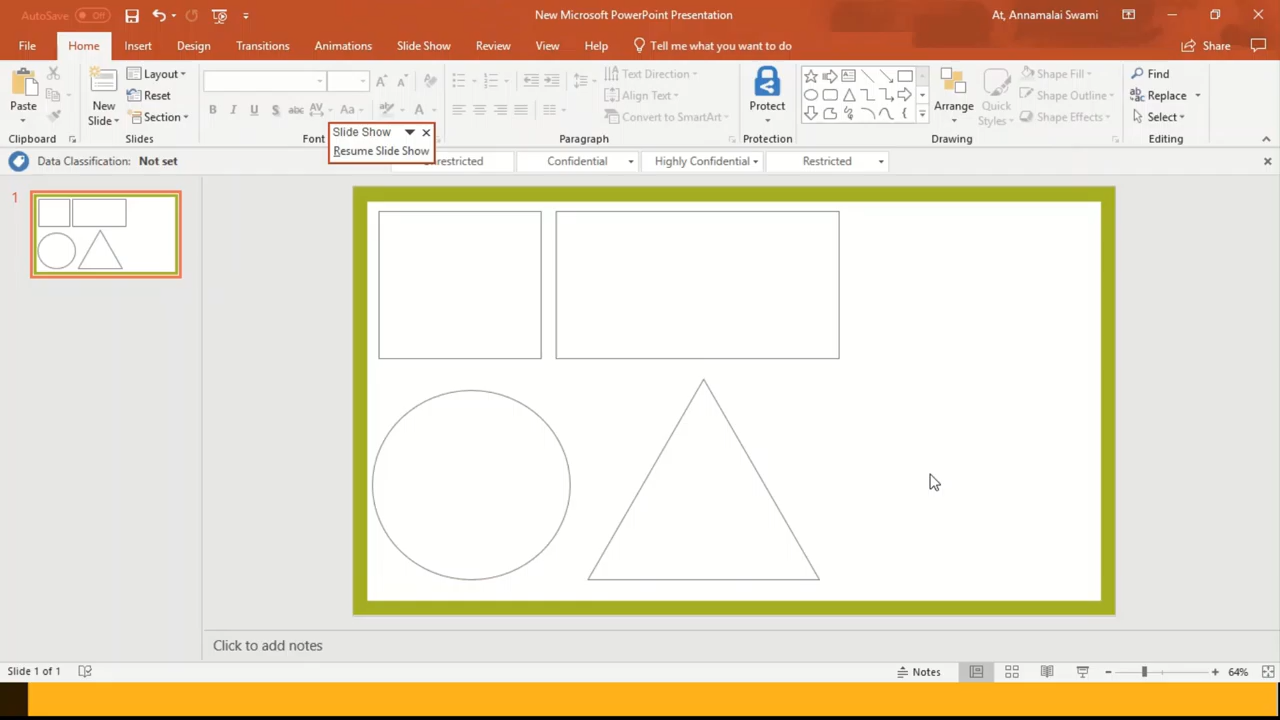 AutoSave Off New Microsoft PowerPoint Presentation At, Annamalai Swami
File Home Insert Design Transitions Animations Slide Show Review View Help Tell me what you want to do Share
Paste New Slide Layout Reset Section B I U S abc AV Aa A Text Direction Align Text Convert to SmartArt Protect Arrange Quick Styles Shape Fill Shape Outline Shape Effects Find Replace Select
Clipboard Slides Font Paragraph Protection Drawing Editing
Slide Show
Resume Slide Show
Data Classification: Not set Confidential Highly Confidential Restricted
1
Click to add notes
Slide 1 of 1 Notes 64%